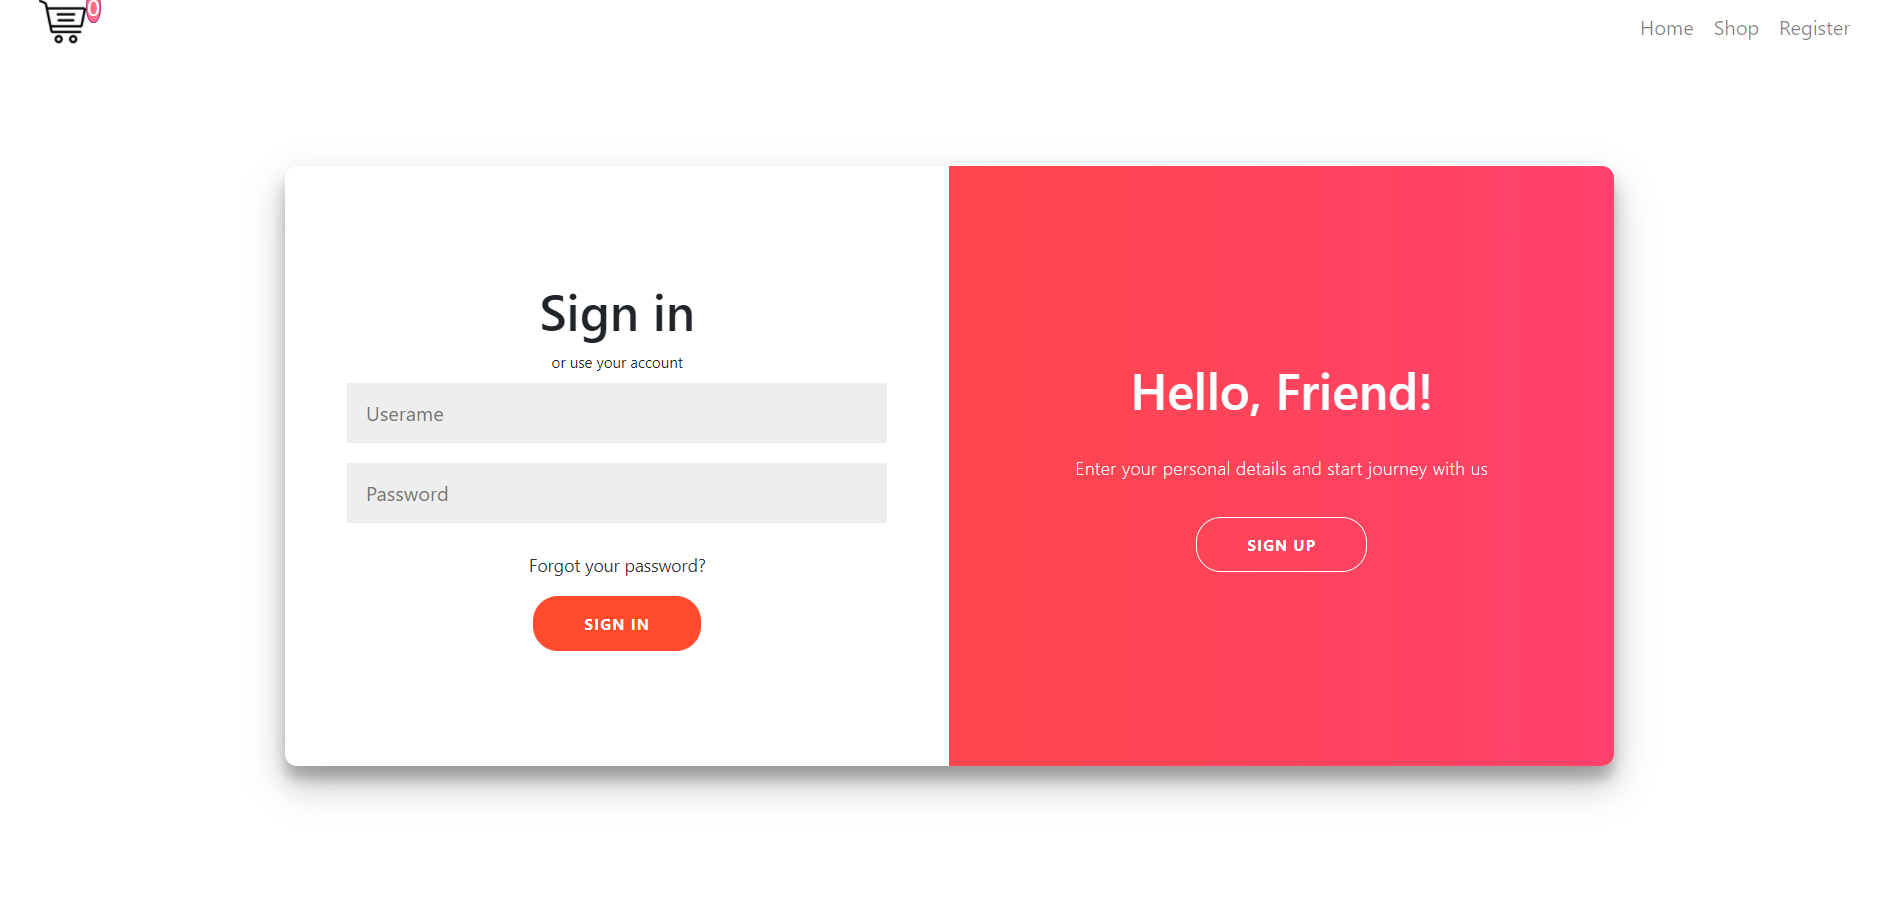 0
Home Shop Register
Sign in
or use your account
Userame
Password
Forgot your password?
SIGN IN
Hello, Friend!
Enter your personal details and start journey with us
SIGN UP